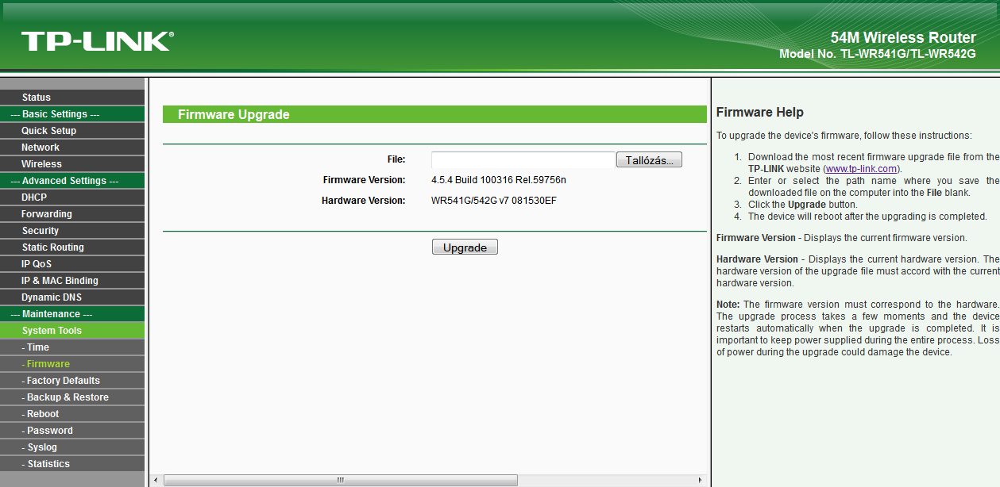 TP-LINK®
54M Wireless Router
Model No. TL-WR541G/TL-WR542G
Status
--- Basic Settings ---
Quick Setup
Network
Wireless
--- Advanced Settings ---
DHCP
Forwarding
Security
Static Routing
IP QoS
IP & MAC Binding
Dynamic DNS
--- Maintenance ---
System Tools
- Time
- Firmware
- Factory Defaults
- Backup & Restore
- Reboot
- Password
- Syslog
- Statistics
Firmware Upgrade
File: Tallózás...
Firmware Version: 4.5.4 Build 100316 Rel.59756n
Hardware Version: WR541G/542G v7 081530EF
Upgrade
Firmware Help
To upgrade the device's firmware, follow these instructions:
1. Download the most recent firmware upgrade file from the
TP-LINK website (www.tp-link.com).
2. Enter or select the path name where you save the
downloaded file on the computer into the File blank.
3. Click the Upgrade button.
4. The device will reboot after the upgrading is completed.
Firmware Version - Displays the current firmware version.
Hardware Version - Displays the current hardware version. The
hardware version of the upgrade file must accord with the current
hardware version.
Note: The firmware version must correspond to the hardware.
The upgrade process takes a few moments and the device
restarts automatically when the upgrade is completed. It is
important to keep power supplied during the entire process. Loss
of power during the upgrade could damage the device.